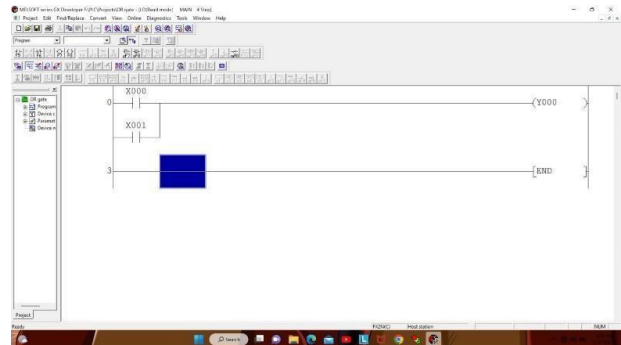 MELSOFT series GX Developer F:\PLC\Projects\OR gate - [LD(Read mode) MAIN 4 Step]
Project Edit Find/Replace Convert View Online Diagnostics Tools Window Help
Program
OR gate
Program
Device c
Paramet
Device n
X000
0
(Y000 )
X001
3
[END ]
Project
Ready
FX2N(C) Host station
NUM
Search